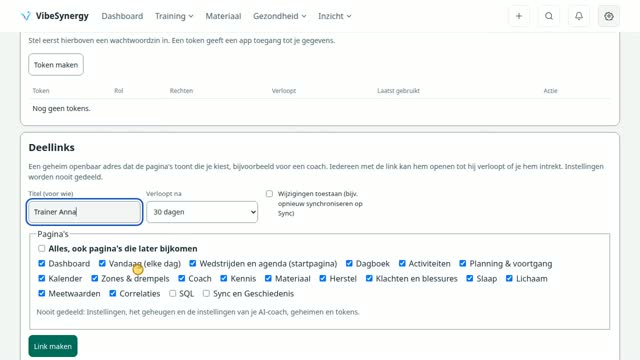 VibeSynergy Dashboard Training Materiaal Gezondheid Inzicht
Stel eerst hierboven een wachtwoordzin in. Een token geeft een app toegang tot je gegevens.
Token maken
Token Rol Rechten Verloopt Laatst gebruikt Actie
Nog geen tokens.
Deellinks
Een geheim openbaar adres dat de pagina's toont die je kiest, bijvoorbeeld voor een coach. Iedereen met de link kan hem openen tot hij verloopt of je hem intrekt. Instellingen
worden nooit gedeeld.
Titel (voor wie) Verloopt na
Trainer Anna 30 dagen
Wijzigingen toestaan (bijv.
opnieuw synchroniseren op
Sync)
Pagina's
Alles, ook pagina's die later bijkomen
Dashboard Vandaag (elke dag) Wedstrijden en agenda (startpagina) Dagboek Activiteiten Planning & voortgang
Kalender Zones & drempels Coach Kennis Materiaal Herstel Klachten en blessures Slaap Lichaam
Meetwaarden Correlaties SQL Sync en Geschiedenis
Nooit gedeeld: Instellingen, het geheugen en de instellingen van je AI-coach, geheimen en tokens.
Link maken